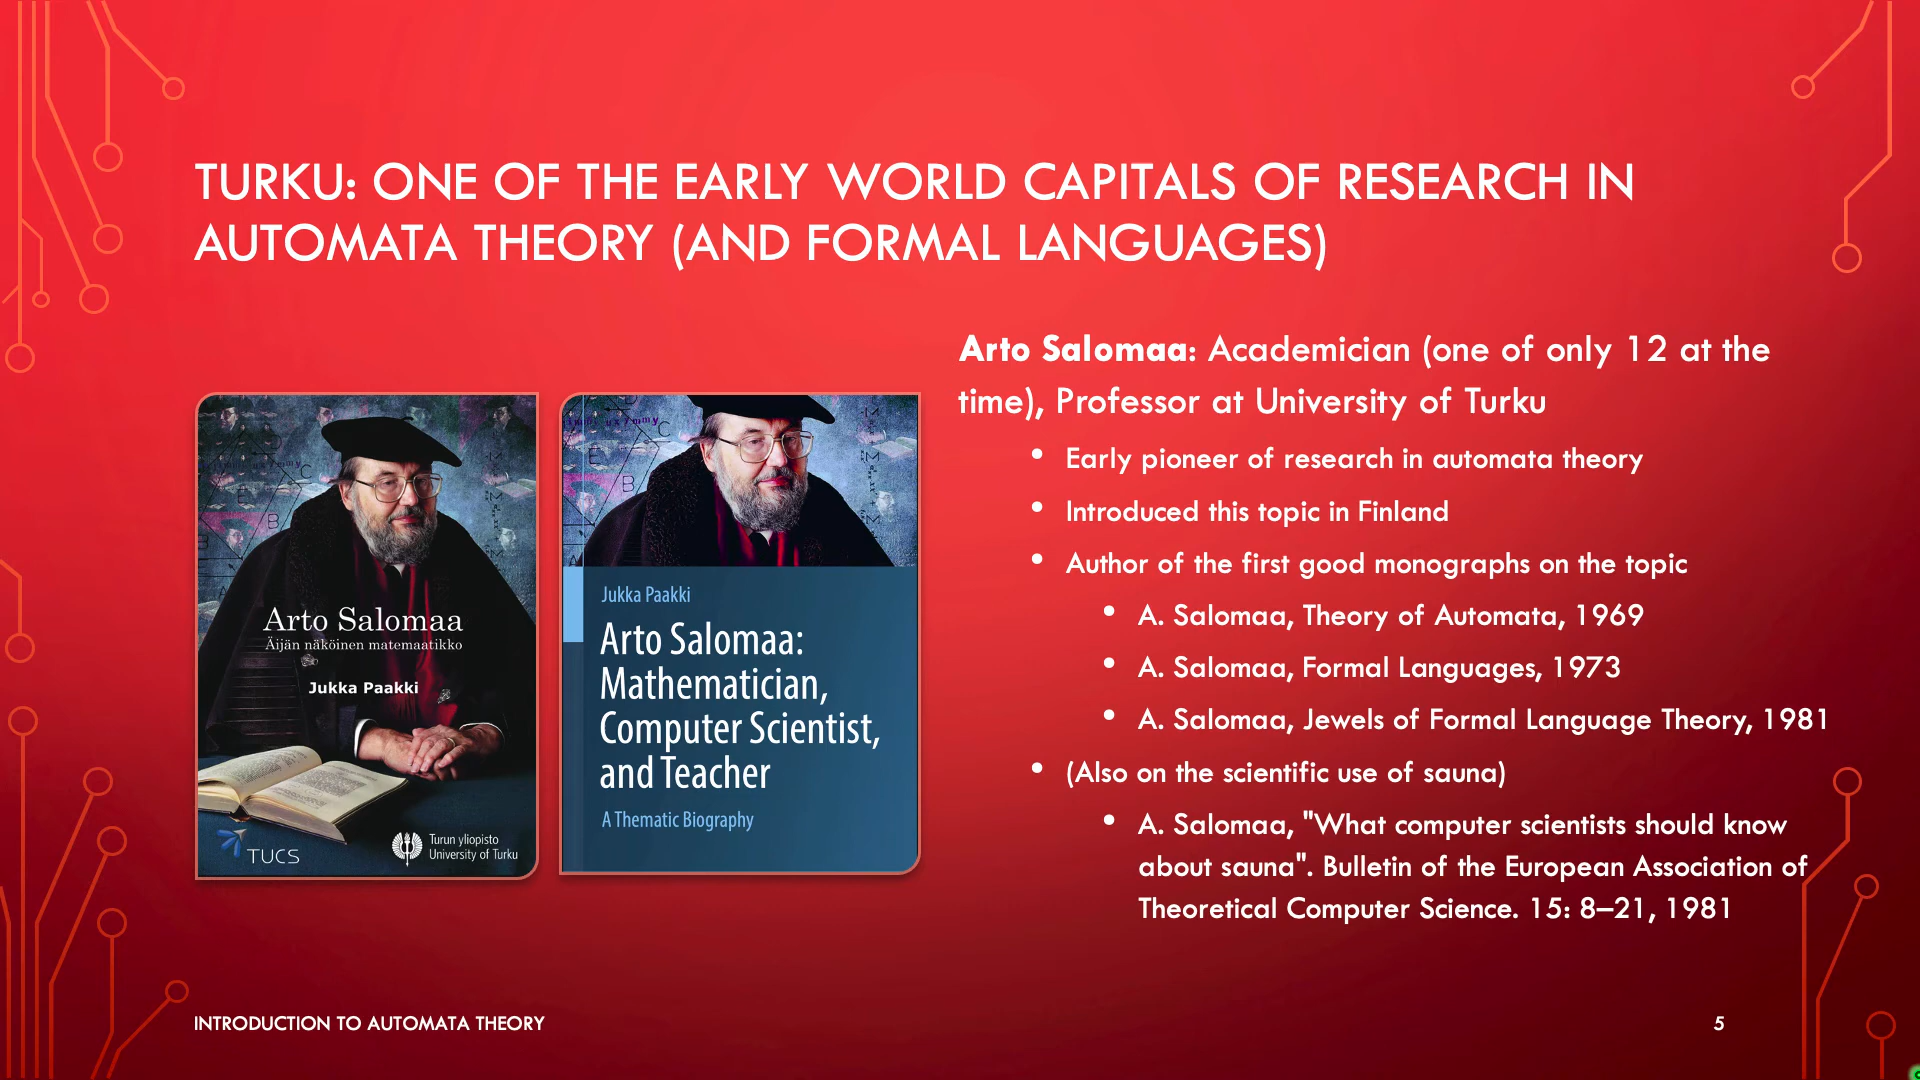 TURKU: ONE OF THE EARLY WORLD CAPITALS OF RESEARCH IN
AUTOMATA THEORY (AND FORMAL LANGUAGES)
Arto Salomaa
Äijän näköinen matemaatikko
Jukka Paakki
TUCS
Turun yliopisto
University of Turku
Jukka Paakki
Arto Salomaa:
Mathematician,
Computer Scientist,
and Teacher
A Thematic Biography
Arto Salomaa: Academician (one of only 12 at the
time), Professor at University of Turku
• Early pioneer of research in automata theory
• Introduced this topic in Finland
• Author of the first good monographs on the topic
• A. Salomaa, Theory of Automata, 1969
• A. Salomaa, Formal Languages, 1973
• A. Salomaa, Jewels of Formal Language Theory, 1981
• (Also on the scientific use of sauna)
• A. Salomaa, "What computer scientists should know
about sauna". Bulletin of the European Association of
Theoretical Computer Science. 15: 8–21, 1981
INTRODUCTION TO AUTOMATA THEORY
5